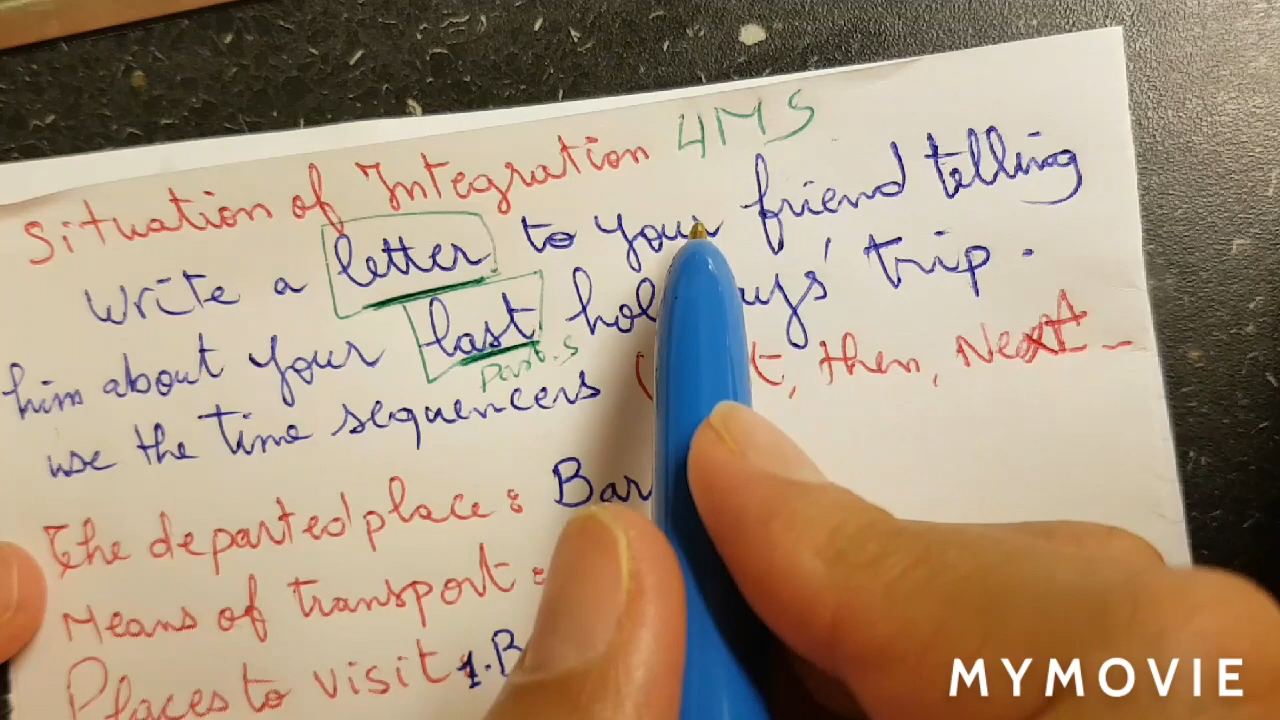 Situation of Integration 4MS
Write a letter to your friend telling
him about your last holidays' trip.
Past.s
use the time sequencers then, Next
The departed place : Bar
Means of transport :
Places to visit : 1. B
MYMOVIE